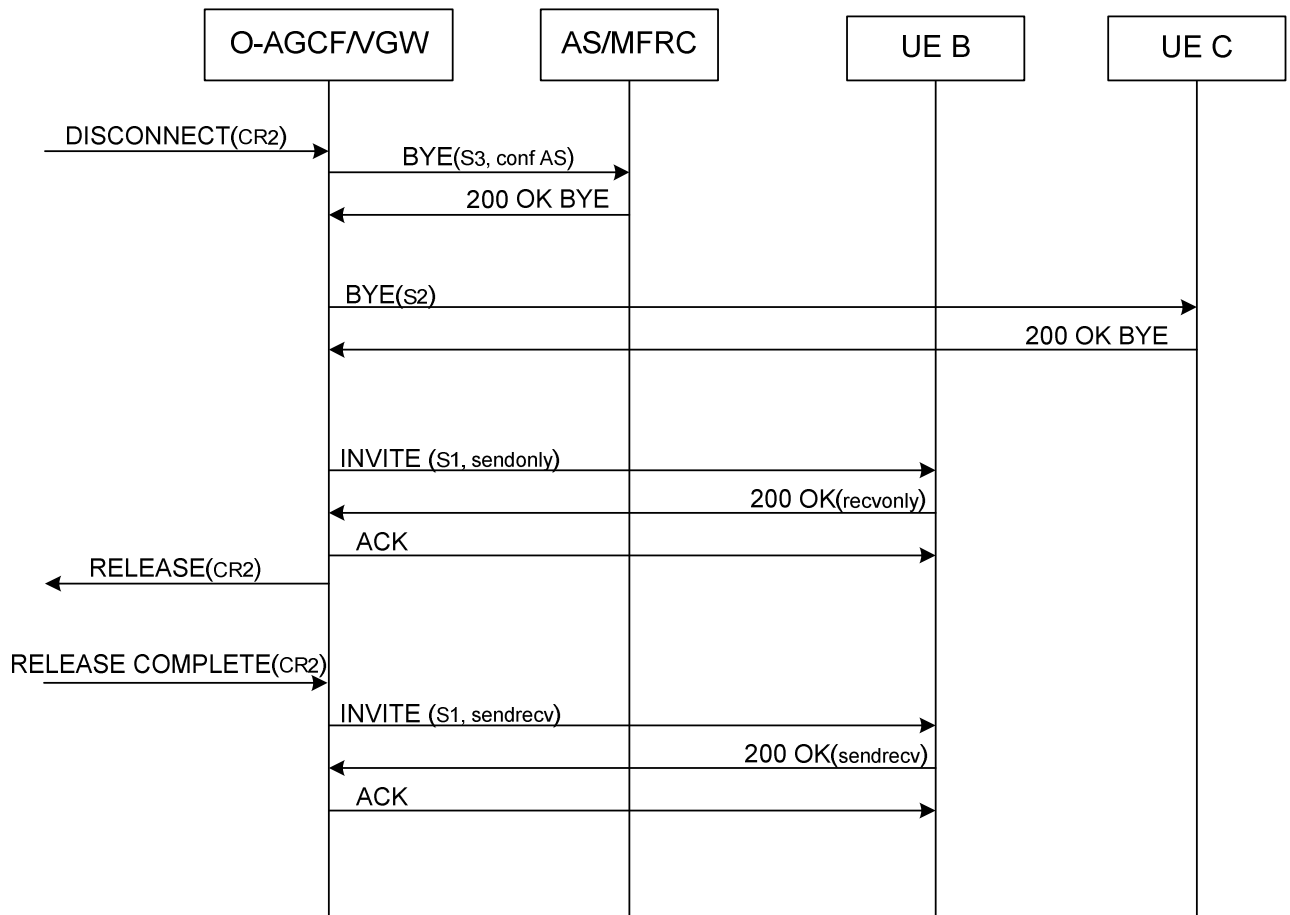 O-AGCF/VGW
AS/MFRC
UE B
UE C
DISCONNECT(CR2)
BYE(S3, conf AS)
200 OK BYE
BYE(S2)
200 OK BYE
INVITE (S1, sendonly)
200 OK(recvonly)
ACK
RELEASE(CR2)
RELEASE COMPLETE(CR2)
INVITE (S1, sendrecv)
200 OK(sendrecv)
ACK